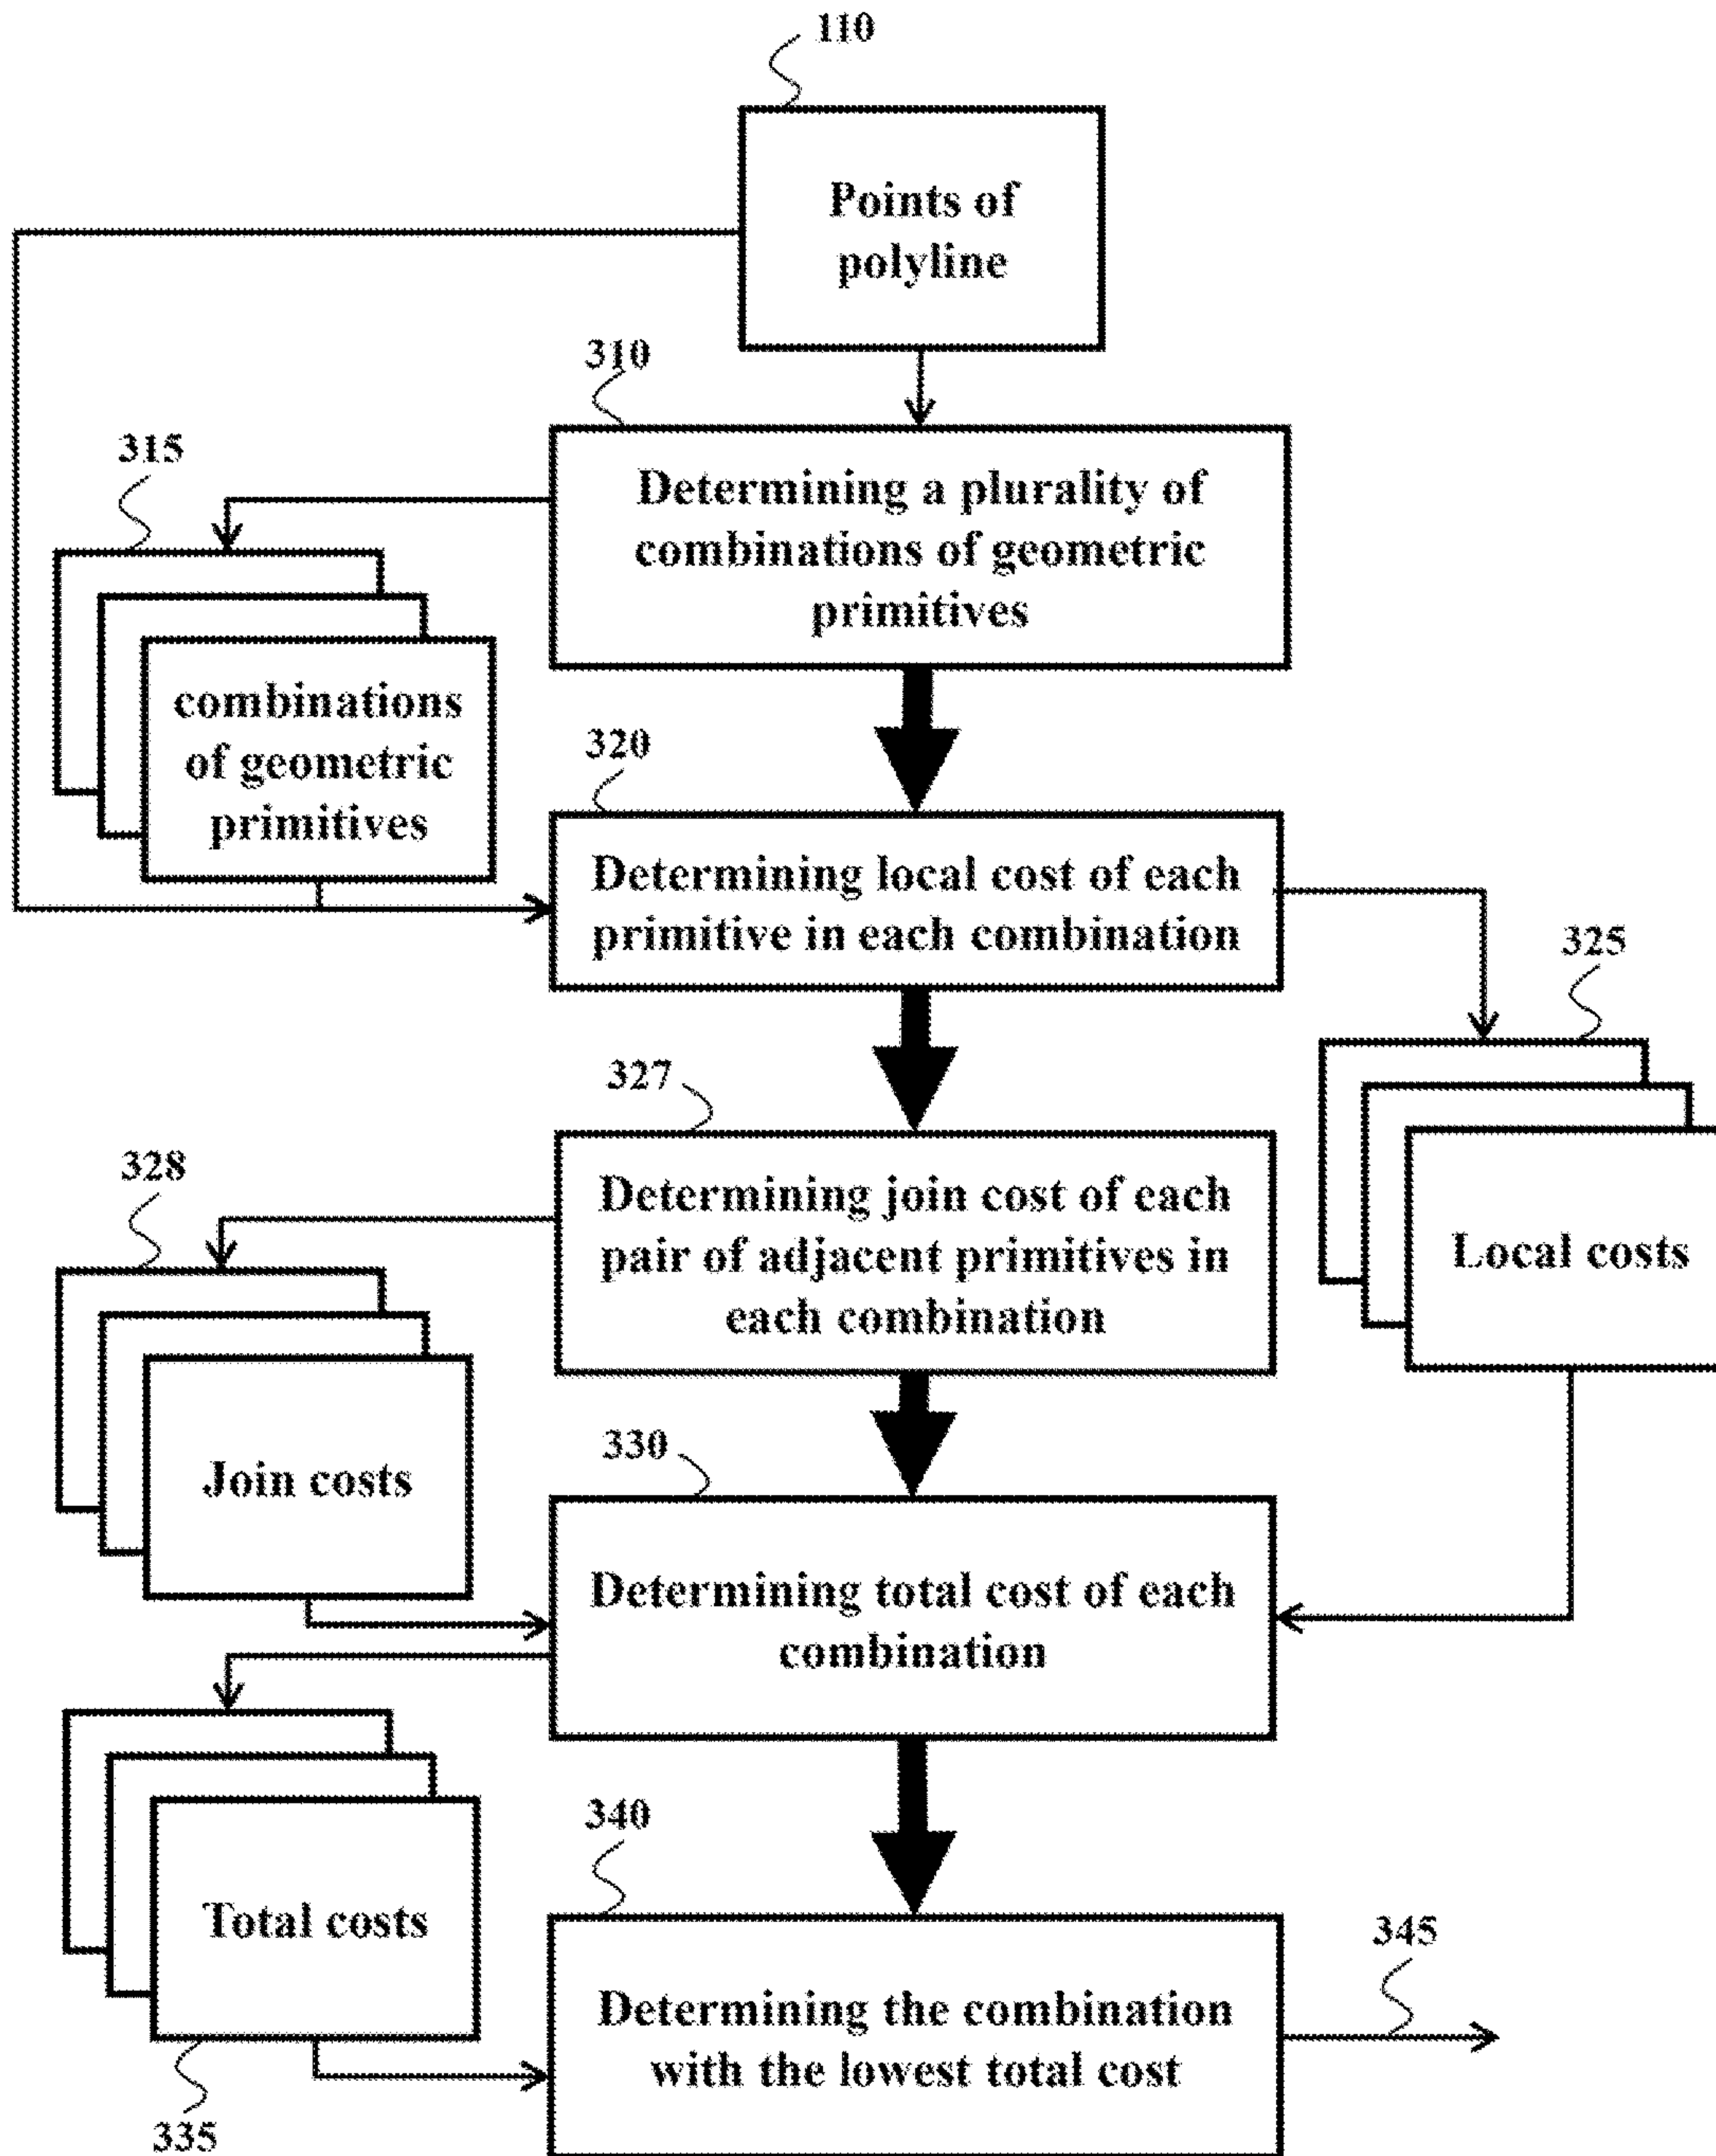 110
Points of
polyline
310
Determining a plurality of
combinations of geometric
primitives
315
combinations
of geometric
primitives
320
Determining local cost of each
primitive in each combination
325
Local costs
327
Determining join cost of each
pair of adjacent primitives in
each combination
328
Join costs
330
Determining total cost of each
combination
Total costs
335
340
Determining the combination
with the lowest total cost
345